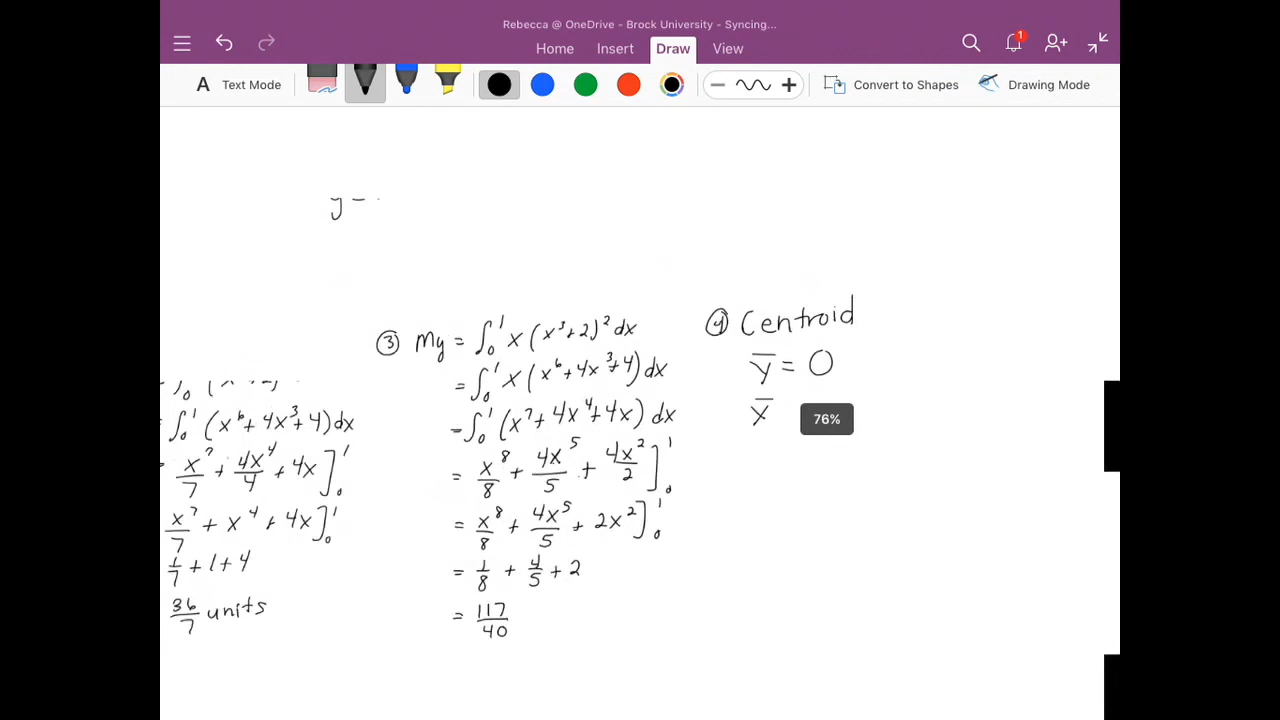 Rebecca @ OneDrive - Brock University - Syncing...
Home Insert Draw View
1
A Text Mode
Convert to Shapes
Drawing Mode
y =
③ My = ∫₀¹ x (x³+2)² dx
= ∫₀¹ x (x⁶ + 4x³ + 4) dx
= ∫₀¹ (x⁷ + 4x⁴ + 4x) dx
= x⁸/8 + 4x⁵/5 + 4x²/2 ]₀¹
= x⁸/8 + 4x⁵/5 + 2x² ]₀¹
= 1/8 + 4/5 + 2
= 117/40
= ∫₀¹ (x⁶ + 4x³ + 4) dx
= x⁷/7 + 4x⁴/4 + 4x ]₀¹
x⁷/7 + x⁴ + 4x ]₀¹
1/7 + 1 + 4
36/7 units
④ Centroid
y̅ = 0
x̅
76%